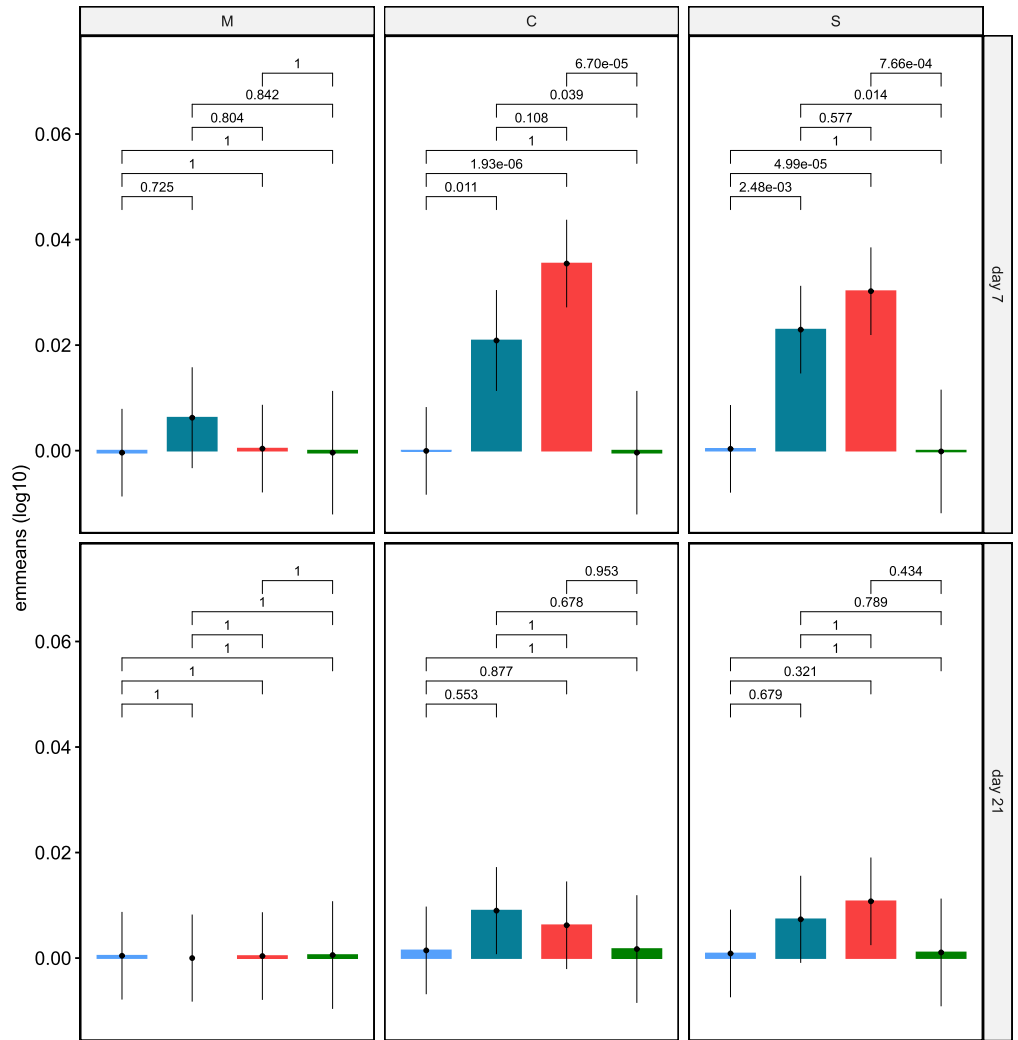 M C S
1 6.70e-05 7.66e-04
0.842 0.039 0.014
0.804 0.108 0.577
1 1 1
1 1.93e-06 4.99e-05
0.725 0.011 2.48e-03
0.06
0.04
0.02
0.00
day 7
emmeans (log10)
1 0.953 0.434
1 0.678 0.789
1 1 1
1 1 1
1 0.877 0.321
1 0.553 0.679
0.06
0.04
0.02
0.00
day 21